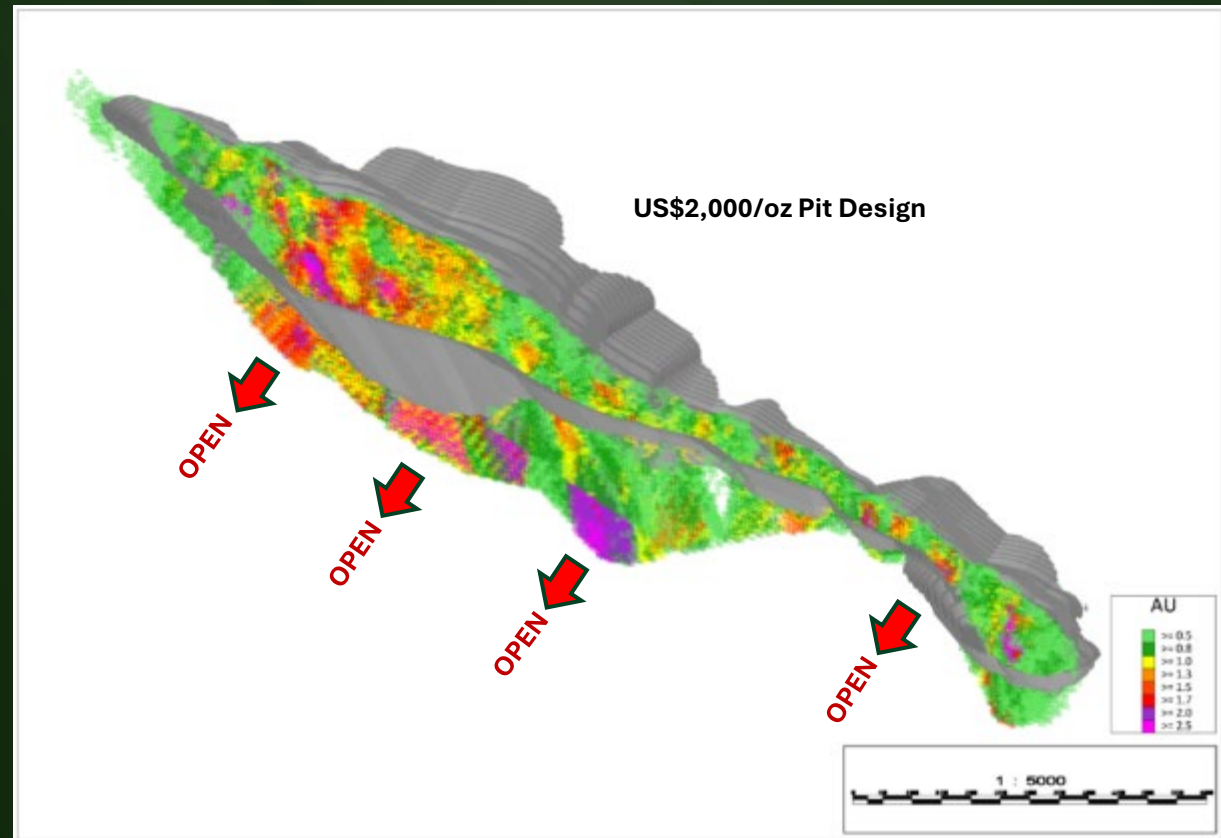 US$2,000/oz Pit Design
OPEN
OPEN
OPEN
OPEN
AU
>= 0.5
>= 0.8
>= 1.0
>= 1.3
>= 1.5
>= 1.7
>= 2.0
>= 2.5
1 : 5000